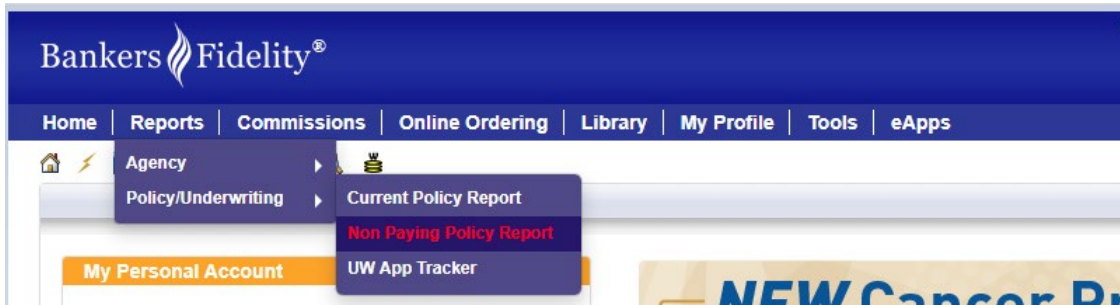 Bankers Fidelity®
Home | Reports | Commissions | Online Ordering | Library | My Profile | Tools | eApps
Agency
Policy/Underwriting
Current Policy Report
Non Paying Policy Report
UW App Tracker
My Personal Account
NEW Cancer